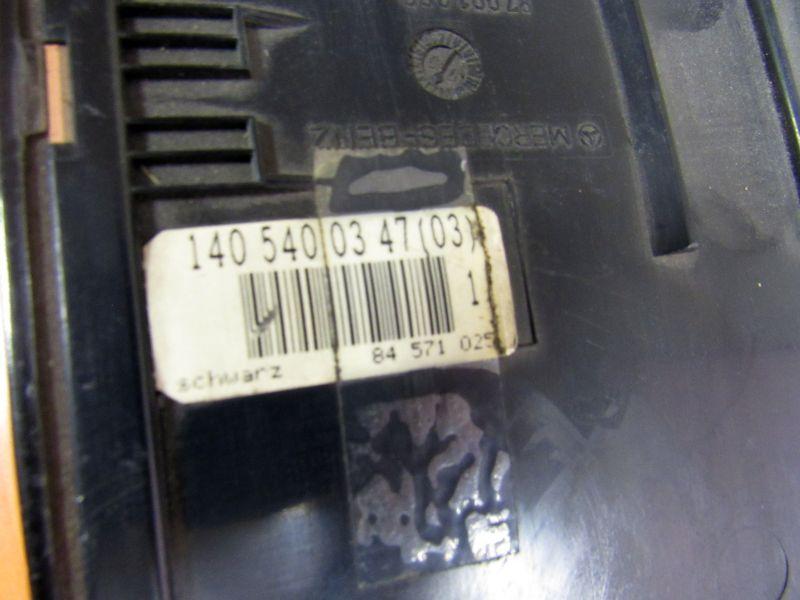 MERCEDES-BENZ
140 540 03 47 (03)
1
84 571 025
schwarz